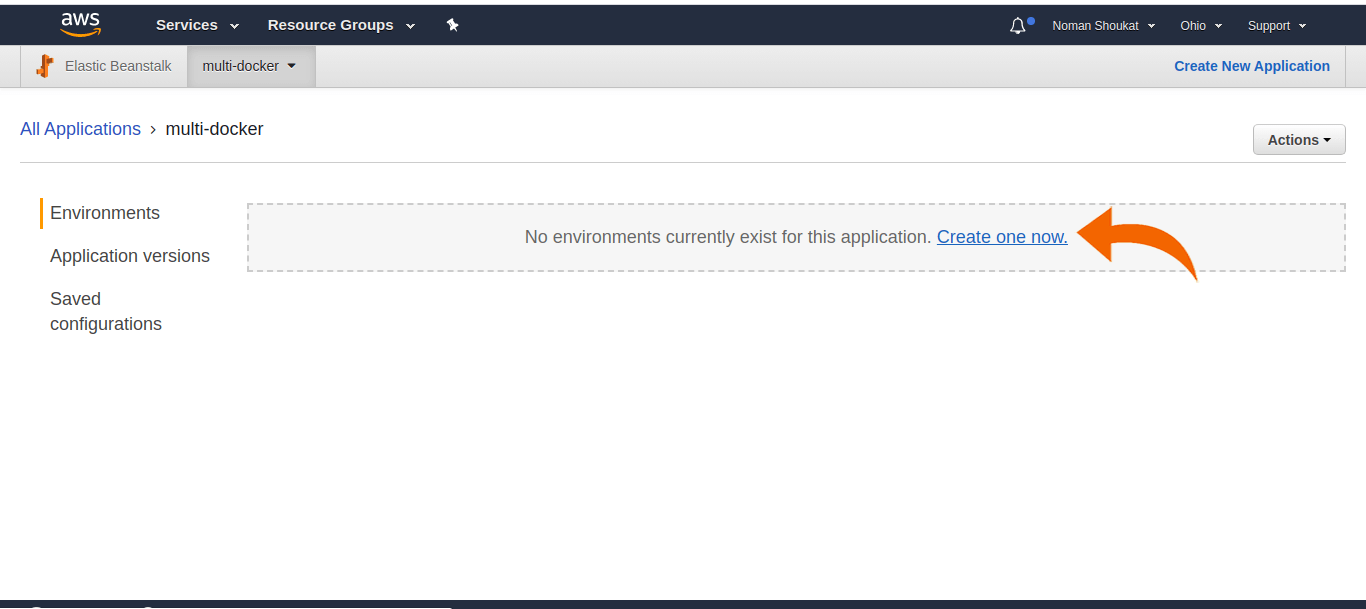 aws Services Resource Groups Noman Shoukat Ohio Support
Elastic Beanstalk multi-docker Create New Application
All Applications › multi-docker
Actions
Environments
No environments currently exist for this application. Create one now.
Application versions
Saved
configurations